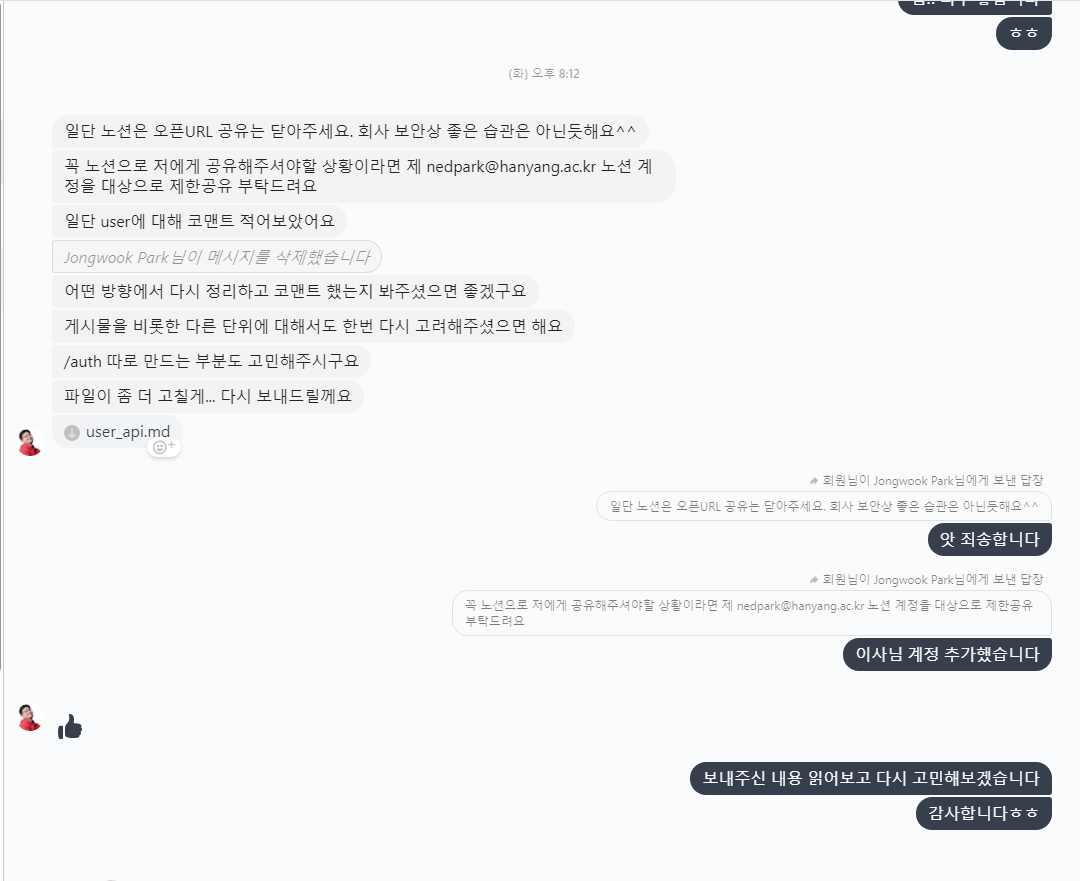 ㅎㅎ
(화) 오후 8:12
일단 노션은 오픈URL 공유는 닫아주세요. 회사 보안상 좋은 습관은 아닌듯해요^^
꼭 노션으로 저에게 공유해주셔야할 상황이라면 제 nedpark@hanyang.ac.kr 노션 계
정을 대상으로 제한공유 부탁드려요
일단 user에 대해 코맨트 적어보았어요
Jongwook Park님이 메시지를 삭제했습니다
어떤 방향에서 다시 정리하고 코맨트 했는지 봐주셨으면 좋겠구요
게시물을 비롯한 다른 단위에 대해서도 한번 다시 고려해주셨으면 해요
/auth 따로 만드는 부분도 고민해주시구요
파일이 좀 더 고칠게... 다시 보내드릴께요
user_api.md
회원님이 Jongwook Park님에게 보낸 답장
일단 노션은 오픈URL 공유는 닫아주세요. 회사 보안상 좋은 습관은 아닌듯해요^^
앗 죄송합니다
회원님이 Jongwook Park님에게 보낸 답장
꼭 노션으로 저에게 공유해주셔야할 상황이라면 제 nedpark@hanyang.ac.kr 노션 계정을 대상으로 제한공유
부탁드려요
이사님 계정 추가했습니다
보내주신 내용 읽어보고 다시 고민해보겠습니다
감사합니다ㅎㅎ